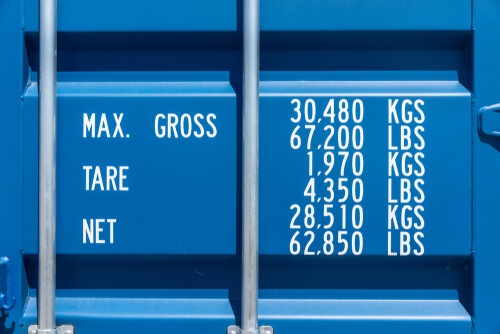 MAX. GROSS 30,480 KGS
67,200 LBS
TARE 1,970 KGS
4,350 LBS
NET 28,510 KGS
62,850 LBS